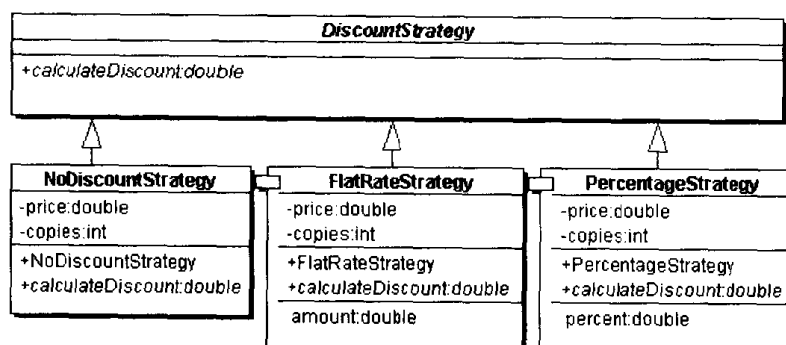 DiscountStrategy
+calculateDiscount:double
NoDiscountStrategy
-price:double
-copies:int
+NoDiscountStrategy
+calculateDiscount:double
FlatRateStrategy
-price:double
-copies:int
+FlatRateStrategy
+calculateDiscount:double
amount:double
PercentageStrategy
-price:double
-copies:int
+PercentageStrategy
+calculateDiscount:double
percent:double